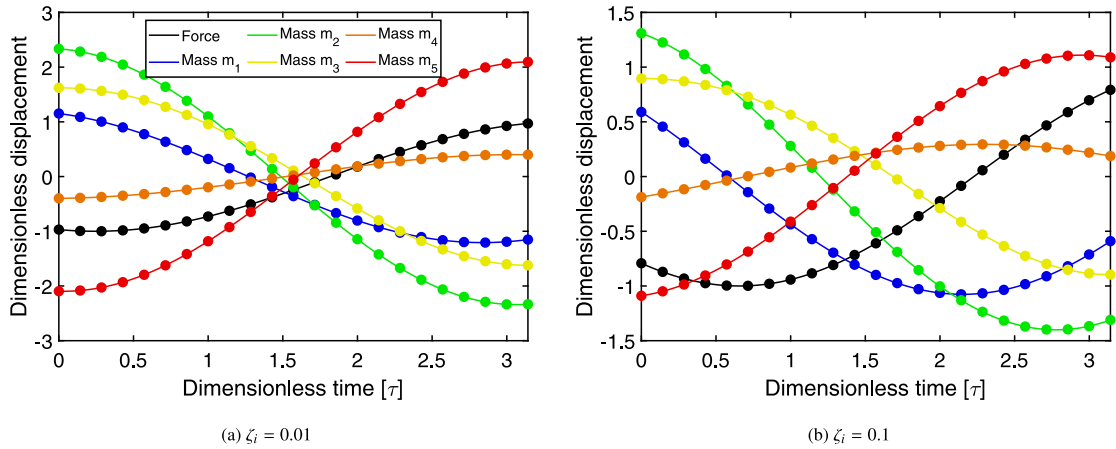 3
2
1
0
-1
-2
-3
Dimensionless displacement
Force
Mass m₂
Mass m₄
Mass m₁
Mass m₃
Mass m₅
0
0.5
1
1.5
2
2.5
3
Dimensionless time [τ]
(a) ζᵢ = 0.01
1.5
1
0.5
0
-0.5
-1
-1.5
Dimensionless displacement
0
0.5
1
1.5
2
2.5
3
Dimensionless time [τ]
(b) ζᵢ = 0.1